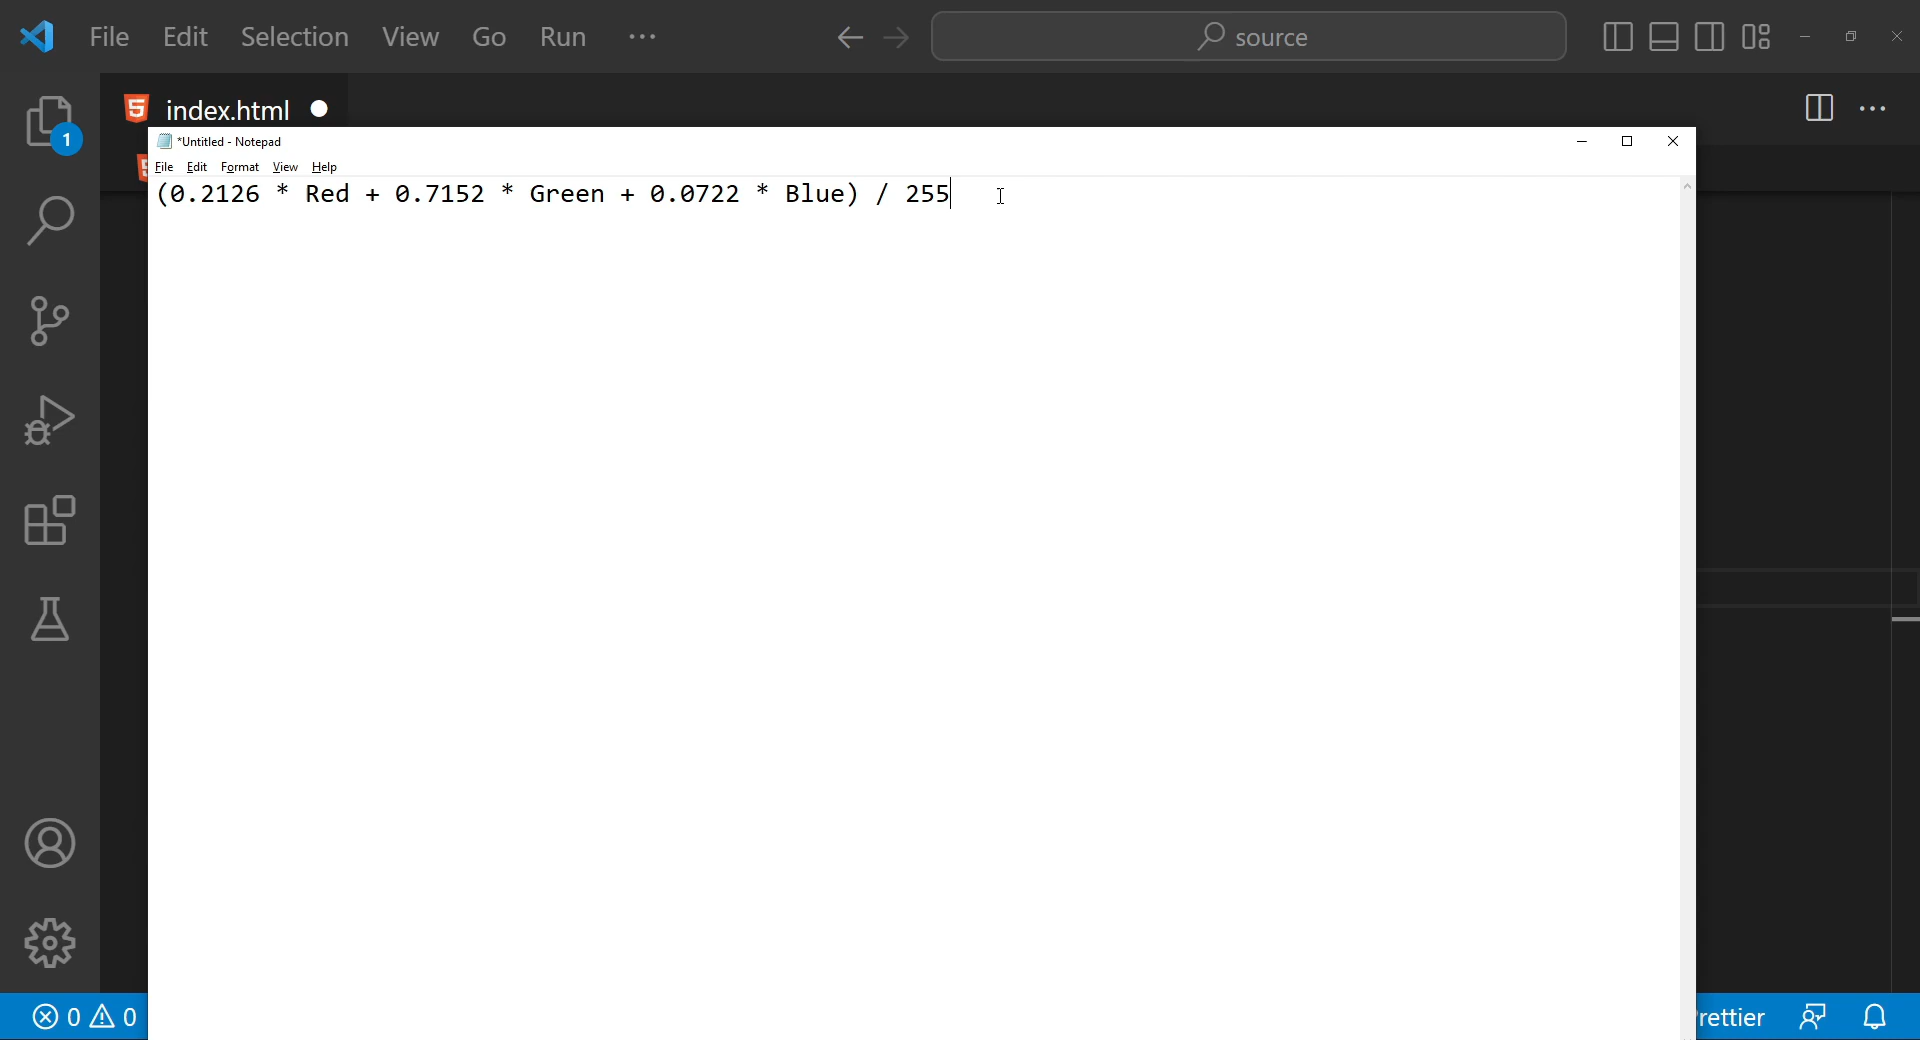 File Edit Selection View Go Run ···
source
index.html
1
*Untitled - Notepad
File Edit Format View Help
(0.2126 * Red + 0.7152 * Green + 0.0722 * Blue) / 255
0 0
rettier